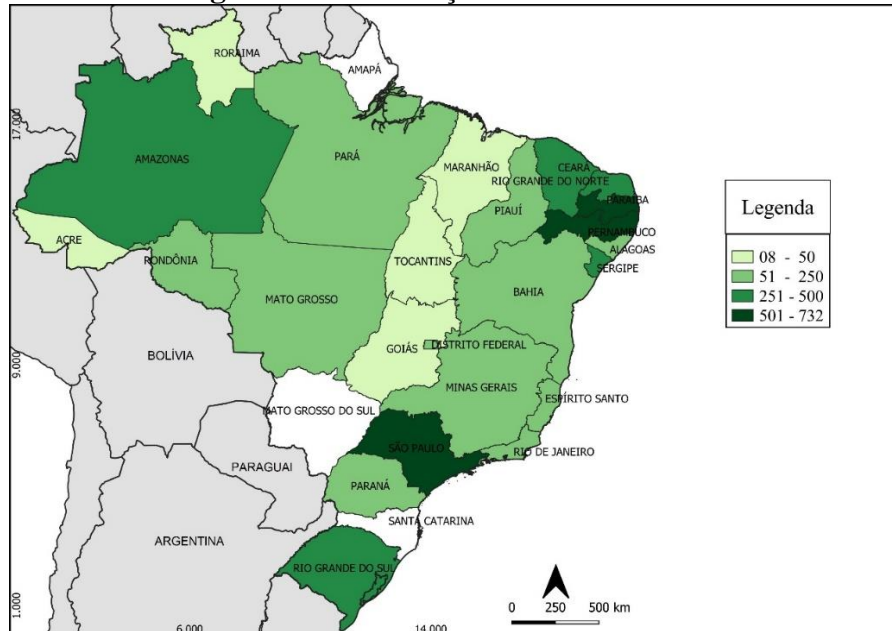 RORAIMA
AMAPÁ
17.000
AMAZONAS
PARÁ
MARANHÃO
CEARÁ
RIO GRANDE DO NORTE
PARAÍBA
PIAUÍ
PERNAMBUCO
ACRE
ALAGOAS
TOCANTINS
RONDÔNIA
SERGIPE
MATO GROSSO
BAHIA
9.000
BOLÍVIA
GOIÁS
DISTRITO FEDERAL
MINAS GERAIS
ESPÍRITO SANTO
MATO GROSSO DO SUL
SÃO PAULO
RIO DE JANEIRO
PARAGUAI
PARANÁ
SANTA CATARINA
ARGENTINA
RIO GRANDE DO SUL
1.000
6.000
14.000
0 250 500 km
Legenda
08 - 50
51 - 250
251 - 500
501 - 732